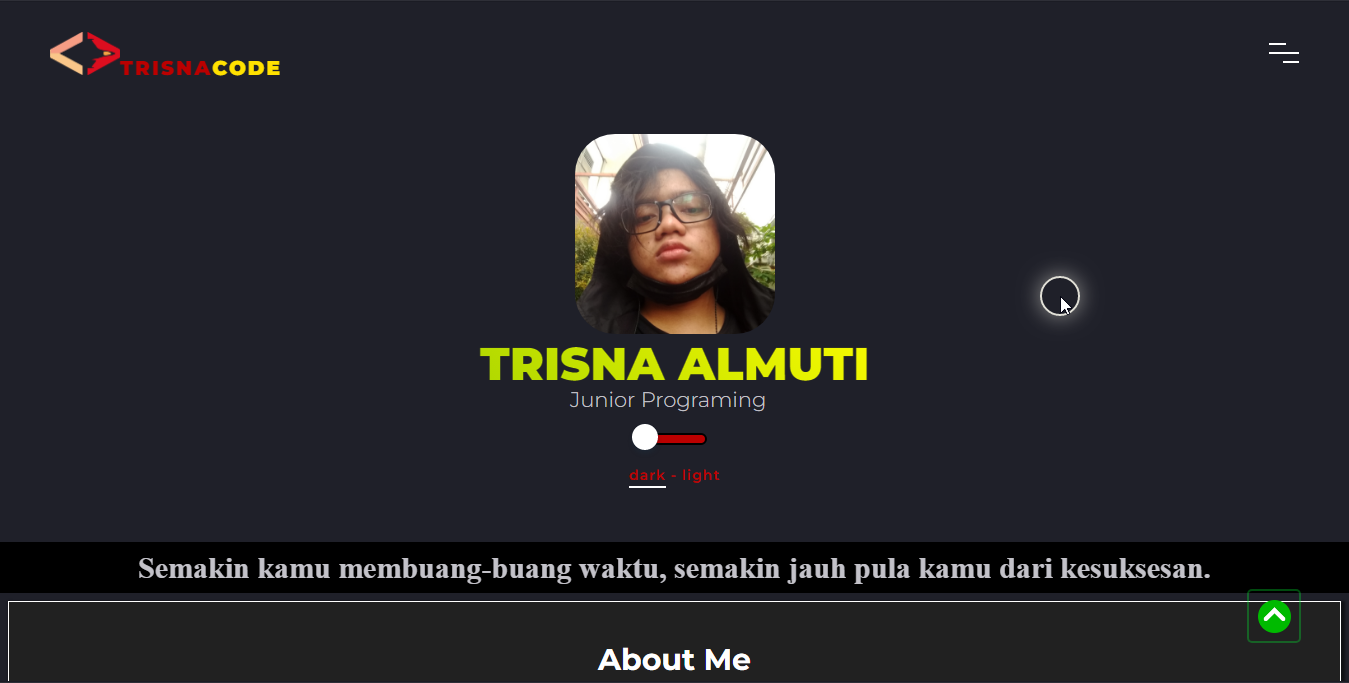 TRISNACODE
TRISNA ALMUTI
Junior Programing
dark - light
Semakin kamu membuang-buang waktu, semakin jauh pula kamu dari kesuksesan.
About Me